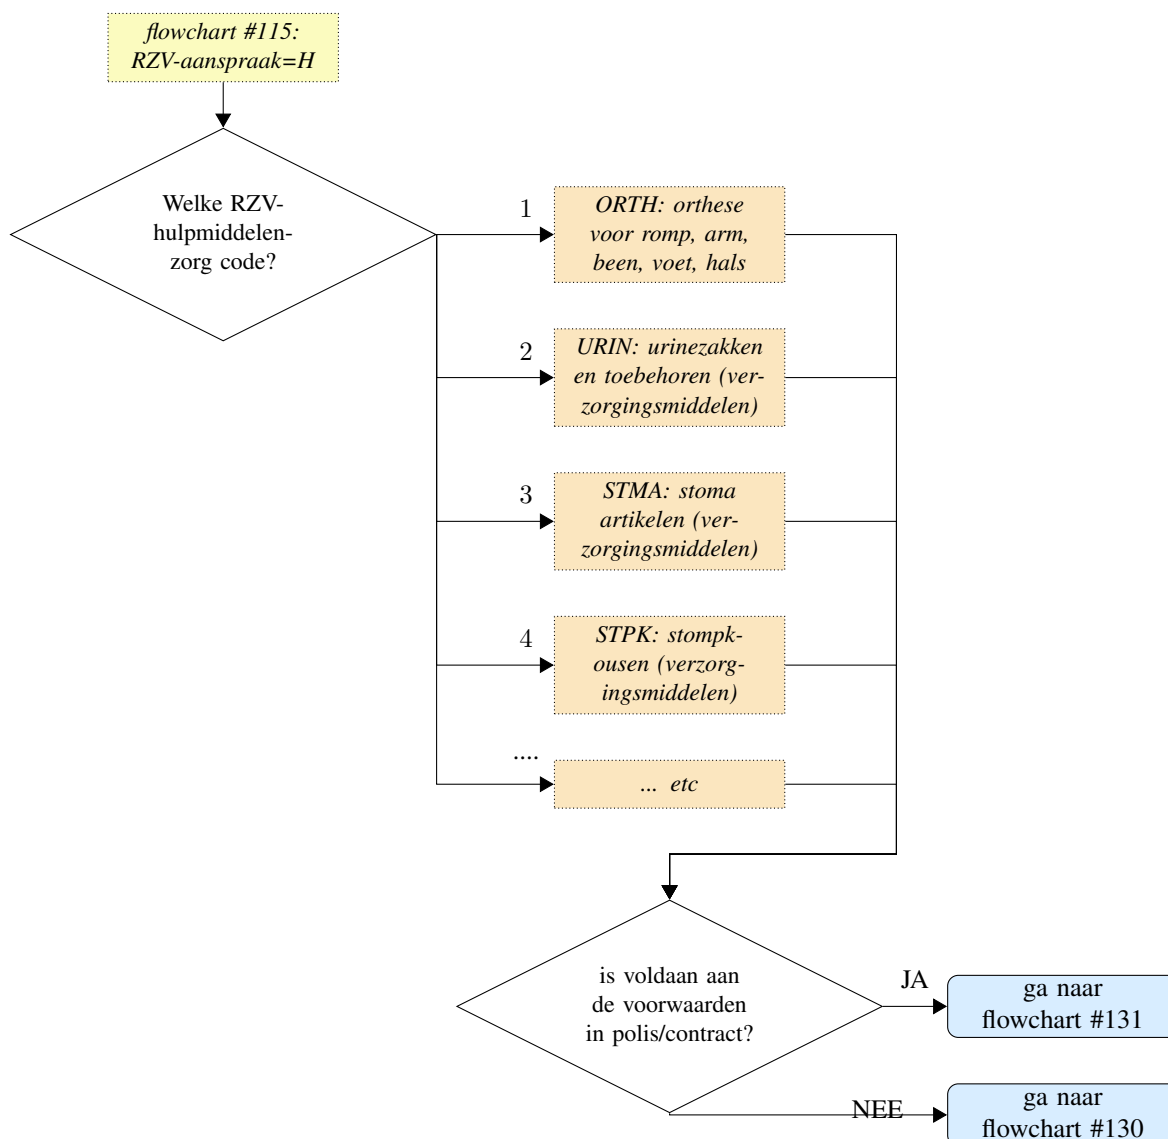 flowchart #115:
RZV-aanspraak=H
Welke RZV-
hulpmiddelen-
zorg code?
1
ORTH: orthese
voor romp, arm,
been, voet, hals
2
URIN: urinezakken
en toebehoren (ver-
zorgingsmiddelen)
3
STMA: stoma
artikelen (ver-
zorgingsmiddelen)
4
STPK: stompk-
ousen (verzorg-
ingsmiddelen)
....
... etc
is voldaan aan
de voorwaarden
in polis/contract?
JA
ga naar
flowchart #131
NEE
ga naar
flowchart #130